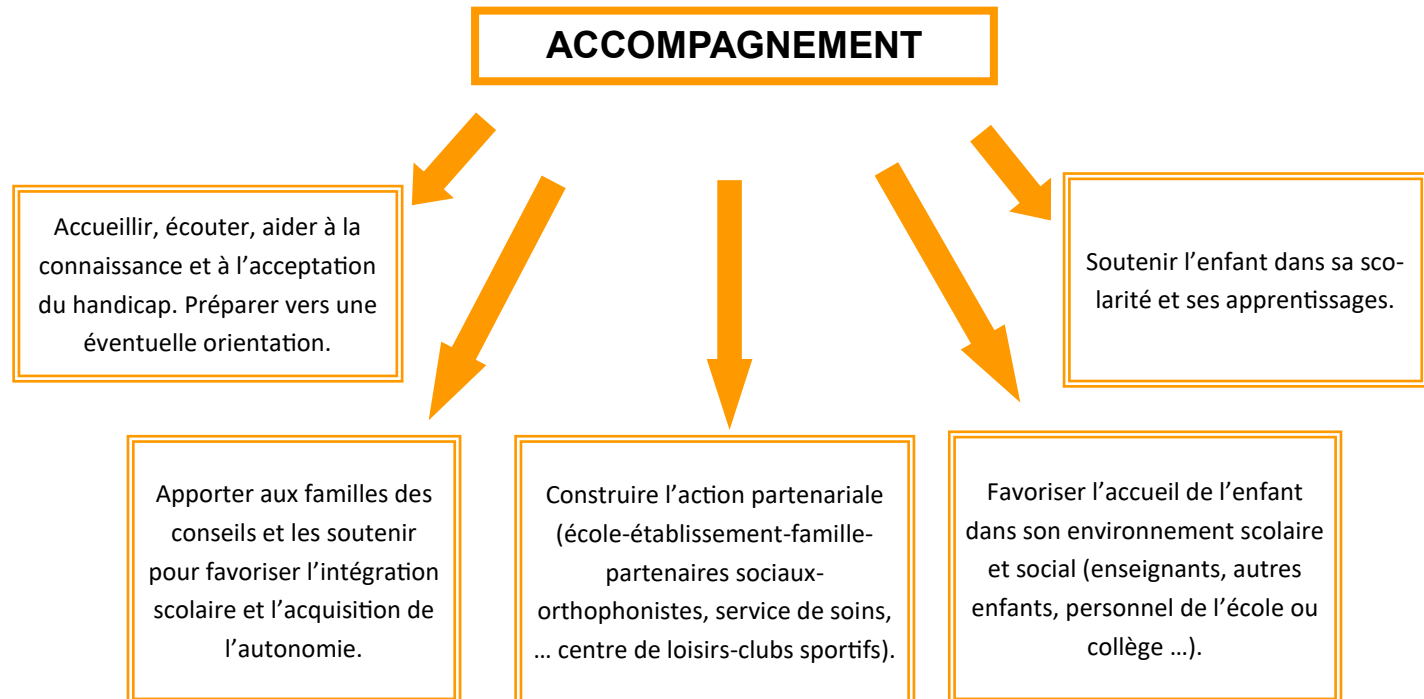 ACCOMPAGNEMENT
Accueillir, écouter, aider à la
connaissance et à l’acceptation
du handicap. Préparer vers une
éventuelle orientation.
Soutenir l’enfant dans sa sco-
larité et ses apprentissages.
Apporter aux familles des
conseils et les soutenir
pour favoriser l’intégration
scolaire et l’acquisition de
l’autonomie.
Construire l’action partenariale
(école-établissement-famille-
partenaires sociaux-
orthophonistes, service de soins,
… centre de loisirs-clubs sportifs).
Favoriser l’accueil de l’enfant
dans son environnement scolaire
et social (enseignants, autres
enfants, personnel de l’école ou
collège …).